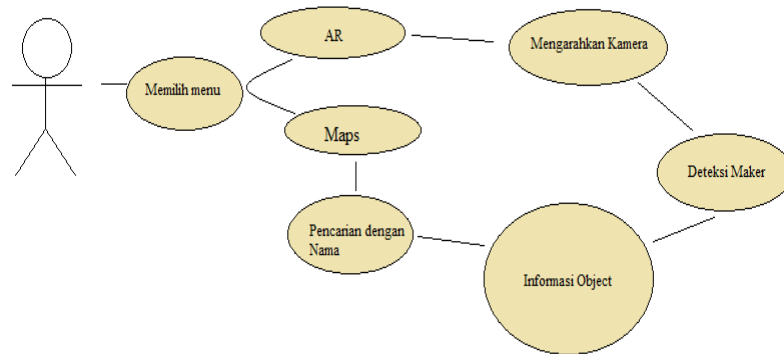 AR
Mengarahkan Kamera
Memilih menu
Maps
Deteksi Maker
Pencarian dengan
Nama
Informasi Object